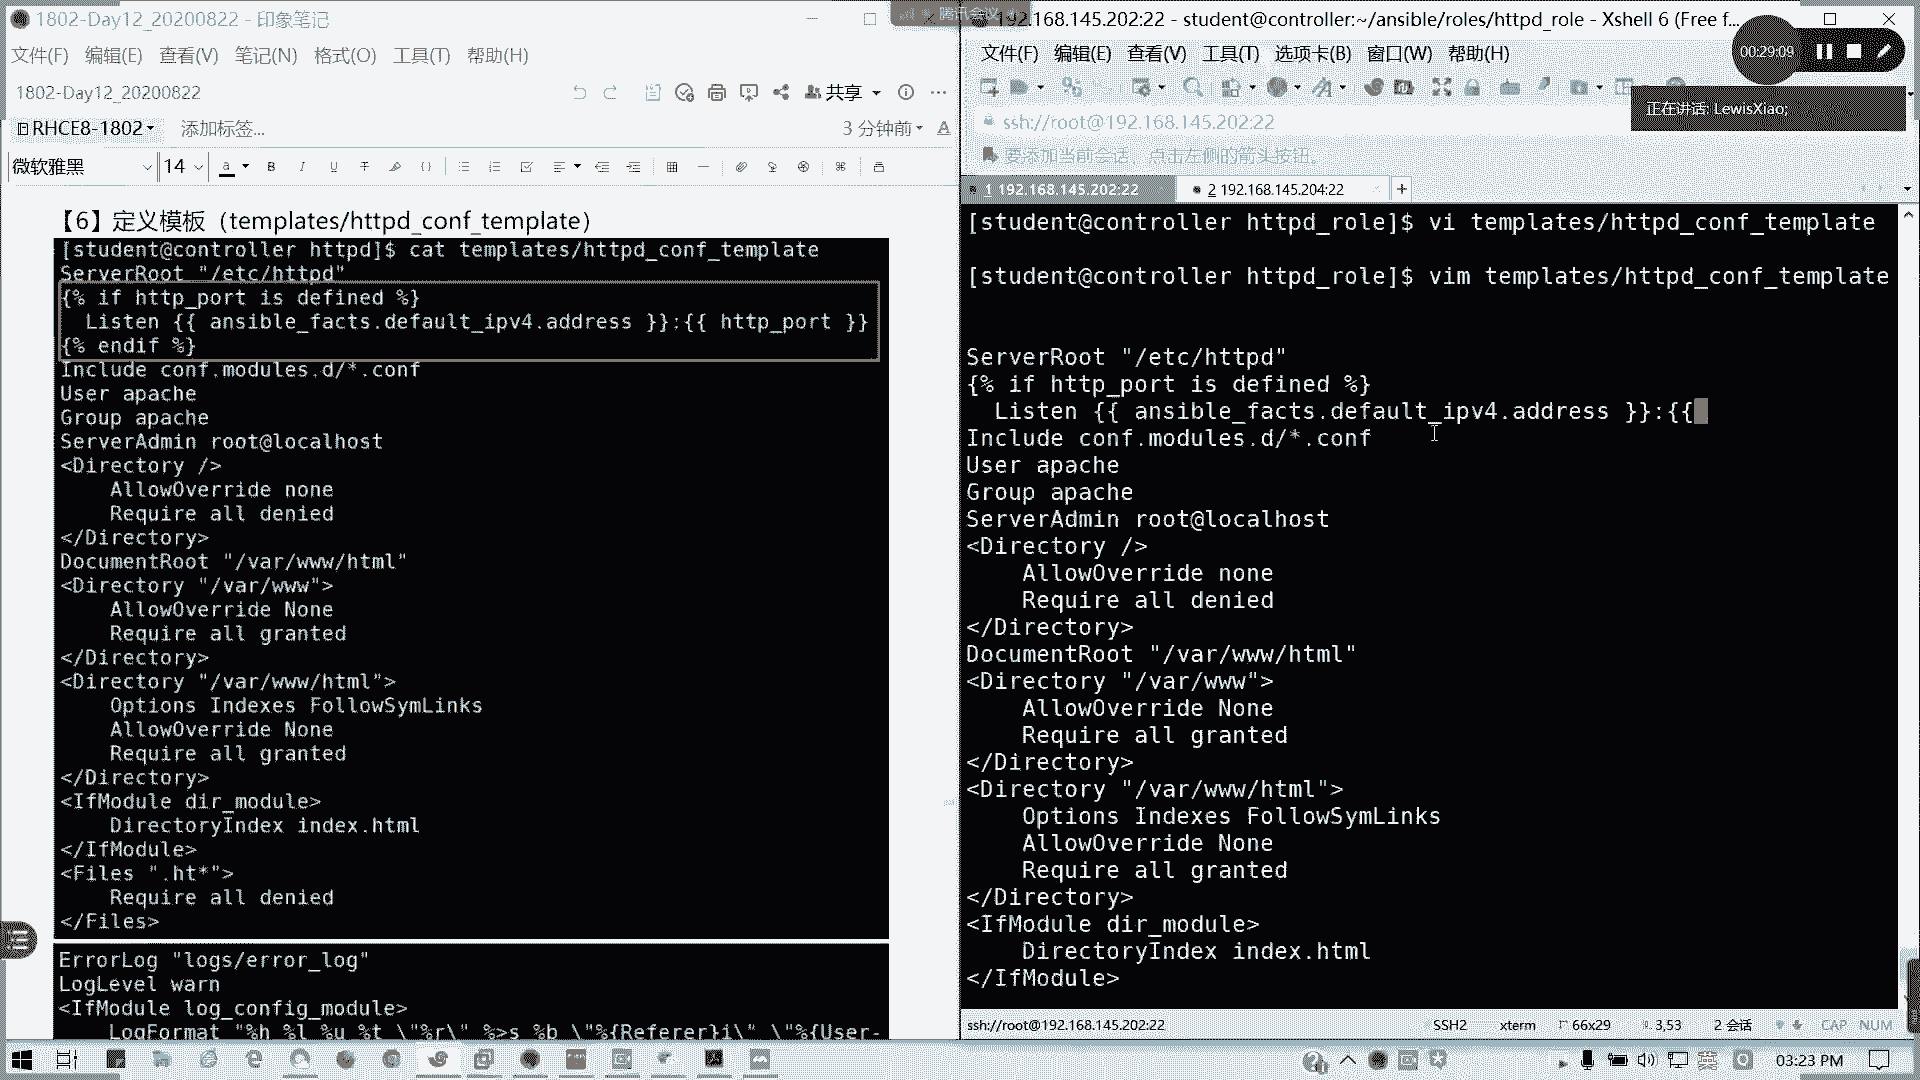 1802-Day12_20200822 - 印象笔记
文件(F) 编辑(E) 查看(V) 笔记(N) 格式(O) 工具(T) 帮助(H)
1802-Day12_20200822
共享
RHCE8-1802
添加标签...
3 分钟前
微软雅黑
14
【6】定义模板（templates/httpd_conf_template）
[student@controller httpd]$ cat templates/httpd_conf_template
ServerRoot "/etc/httpd"
{% if http_port is defined %}
  Listen {{ ansible_facts.default_ipv4.address }}:{{ http_port }}
{% endif %}
Include conf.modules.d/*.conf
User apache
Group apache
ServerAdmin root@localhost
<Directory />
    AllowOverride none
    Require all denied
</Directory>
DocumentRoot "/var/www/html"
<Directory "/var/www">
    AllowOverride None
    Require all granted
</Directory>
<Directory "/var/www/html">
    Options Indexes FollowSymLinks
    AllowOverride None
    Require all granted
</Directory>
<IfModule dir_module>
    DirectoryIndex index.html
</IfModule>
<Files ".ht*">
    Require all denied
</Files>
ErrorLog "logs/error_log"
LogLevel warn
<IfModule log_config_module>
    LogFormat "%h %l %u %t \"%r\" %>s %b \"%{Referer}i\" \"%{User-
腾讯会议
192.168.145.202:22 - student@controller:~/ansible/roles/httpd_role - Xshell 6 (Free f...
文件(F) 编辑(E) 查看(V) 工具(T) 选项卡(B) 窗口(W) 帮助(H)
00:29:09
正在讲话: LewisXiao;
ssh://root@192.168.145.202:22
要添加当前会话，点击左侧的箭头按钮。
1 192.168.145.202:22
2 192.168.145.204:22
[student@controller httpd_role]$ vi templates/httpd_conf_template
[student@controller httpd_role]$ vim templates/httpd_conf_template
ServerRoot "/etc/httpd"
{% if http_port is defined %}
  Listen {{ ansible_facts.default_ipv4.address }}:{{
Include conf.modules.d/*.conf
User apache
Group apache
ServerAdmin root@localhost
<Directory />
    AllowOverride none
    Require all denied
</Directory>
DocumentRoot "/var/www/html"
<Directory "/var/www">
    AllowOverride None
    Require all granted
</Directory>
<Directory "/var/www/html">
    Options Indexes FollowSymLinks
    AllowOverride None
    Require all granted
</Directory>
<IfModule dir_module>
    DirectoryIndex index.html
</IfModule>
ssh://root@192.168.145.202:22
SSH2
xterm
66x29
3,53
2 会话
CAP NUM
英
03:23 PM